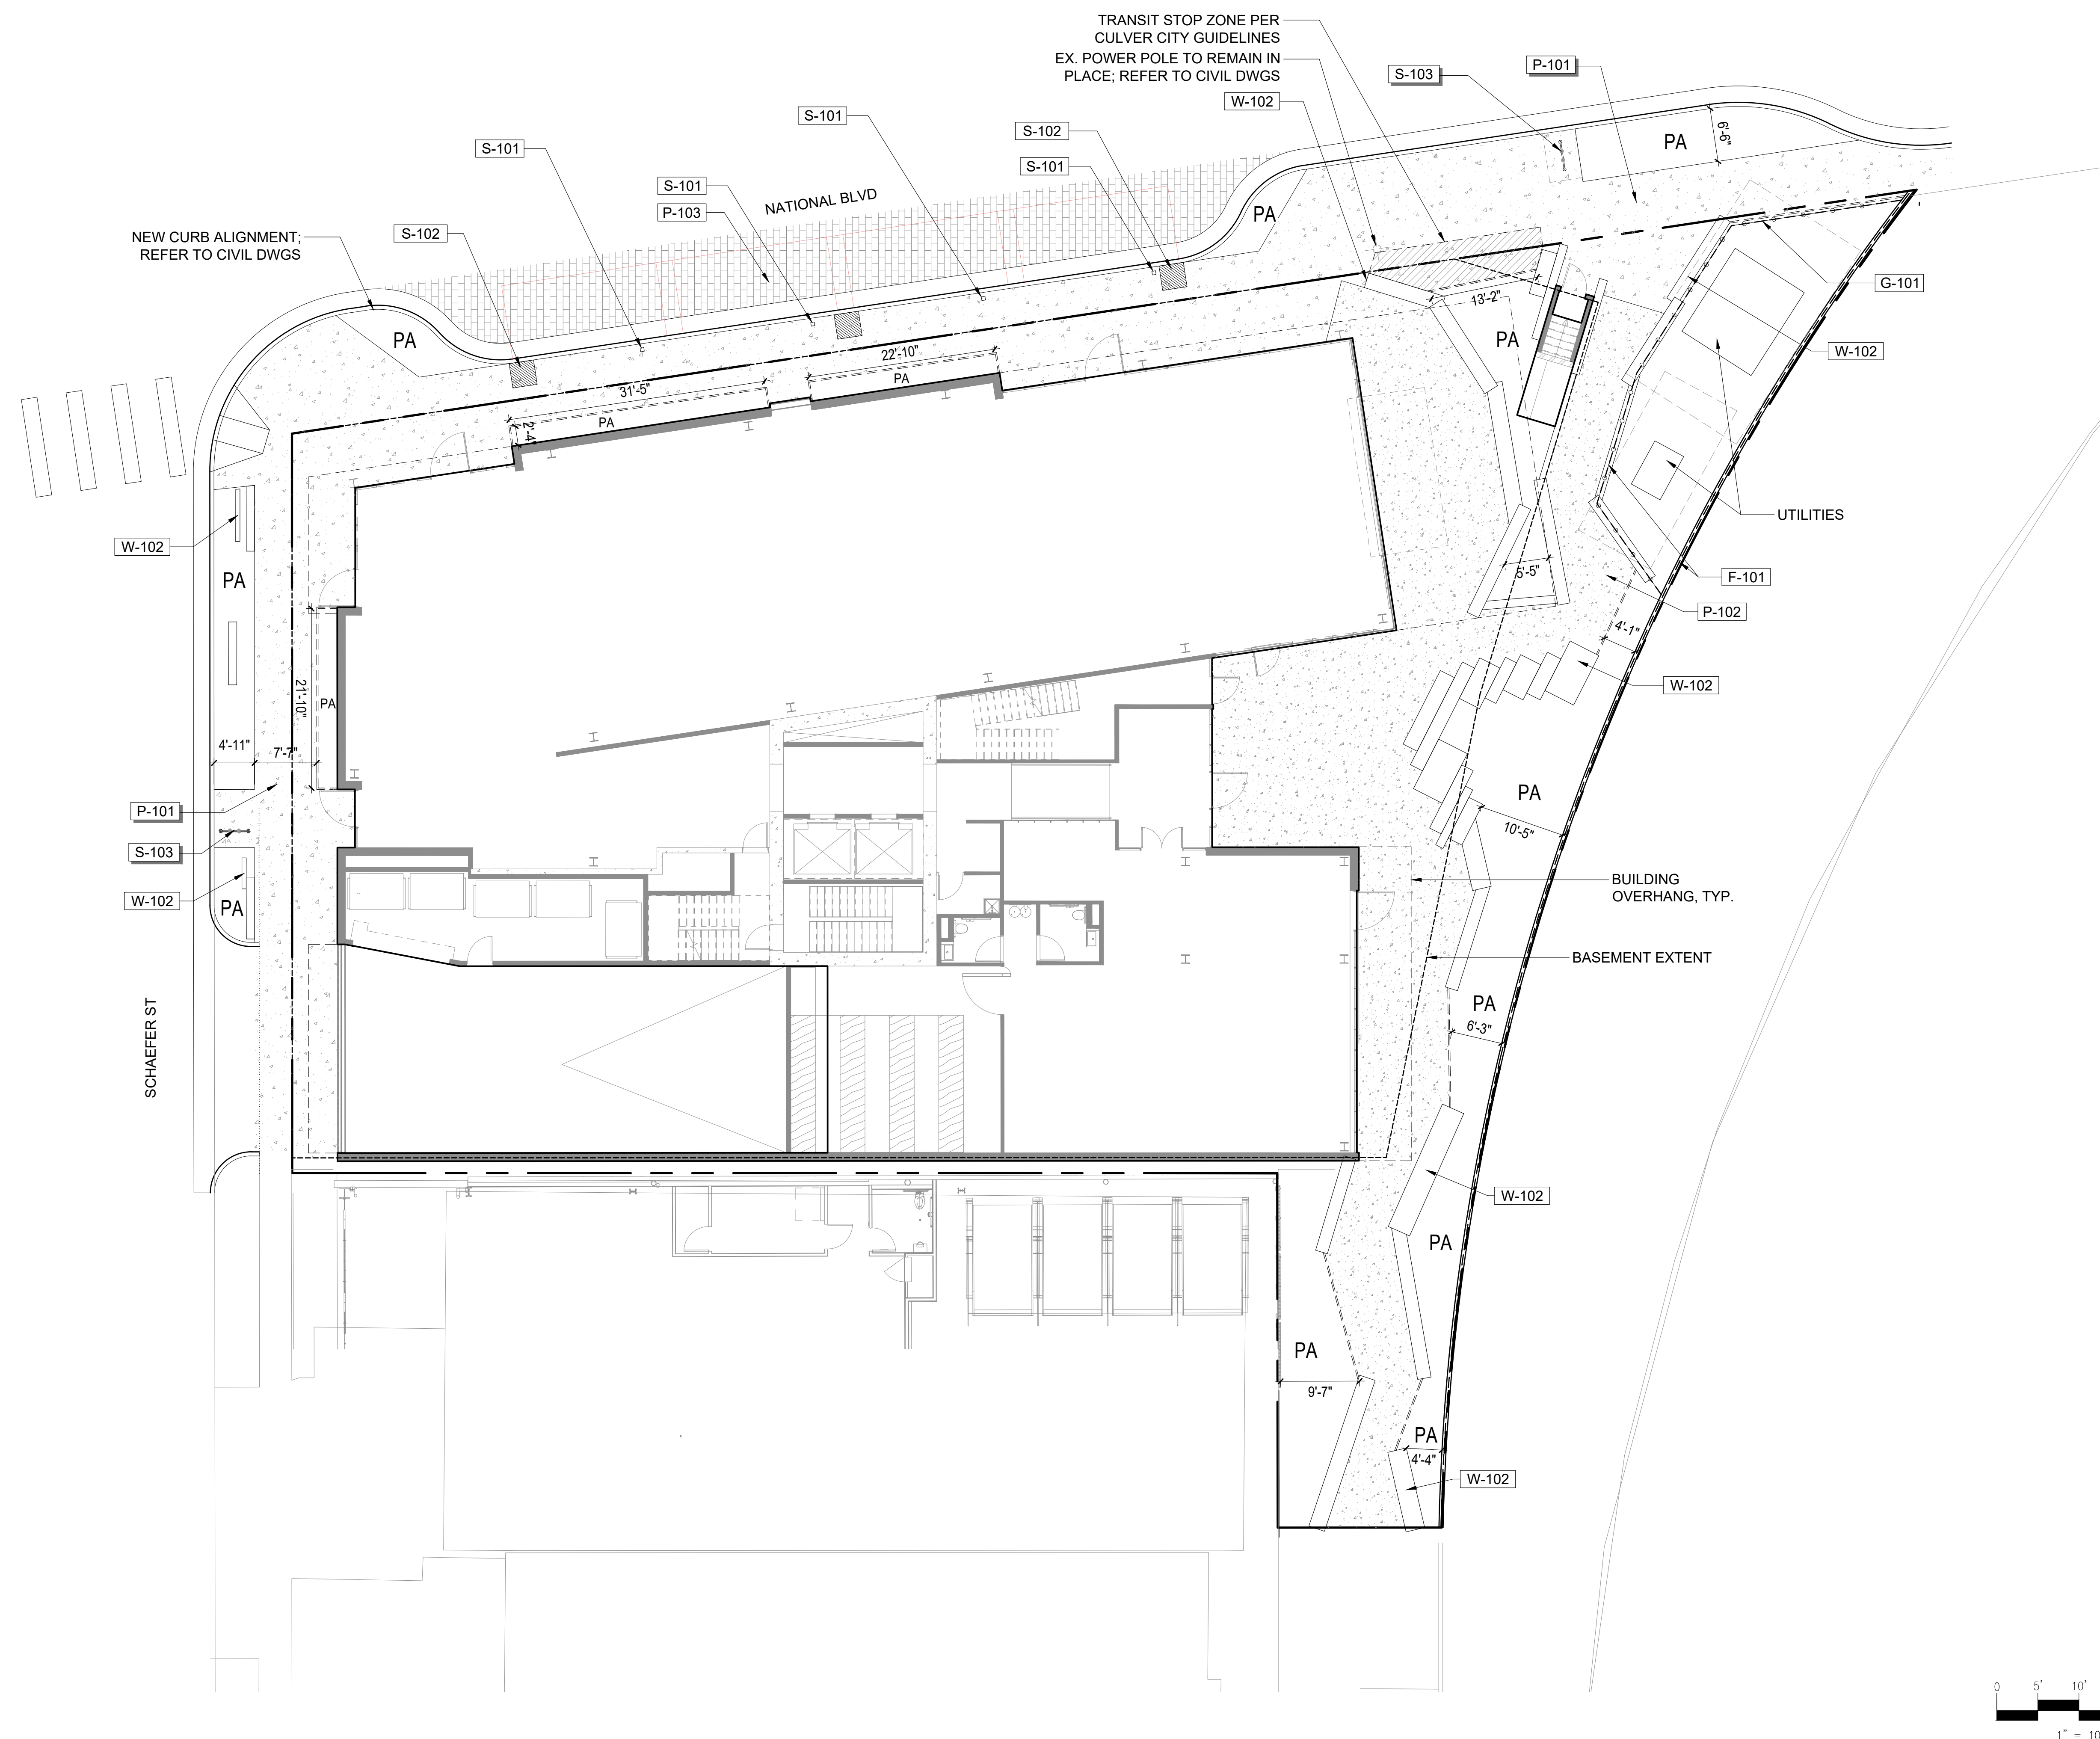 TRANSIT STOP ZONE PER
CULVER CITY GUIDELINES
EX. POWER POLE TO REMAIN IN
PLACE; REFER TO CIVIL DWGS
W-102
S-103
P-101
S-101
S-101
S-102
S-101
S-101
P-103
NATIONAL BLVD
S-102
NEW CURB ALIGNMENT;
REFER TO CIVIL DWGS
PA
6'-6"
PA
PA
G-101
13'-2"
PA
W-102
22'-10"
PA
31'-5"
PA
2'-4"
W-102
PA
UTILITIES
F-101
P-102
4'-1"
W-102
21'-10"
PA
4'-11"
7'-7"
PA
10'-5"
P-101
S-103
W-102
PA
BUILDING
OVERHANG, TYP.
BASEMENT EXTENT
PA
6'-3"
SCHAEFER ST
W-102
PA
PA
9'-7"
PA
4'-4"
W-102
0 5' 10'
1" = 10